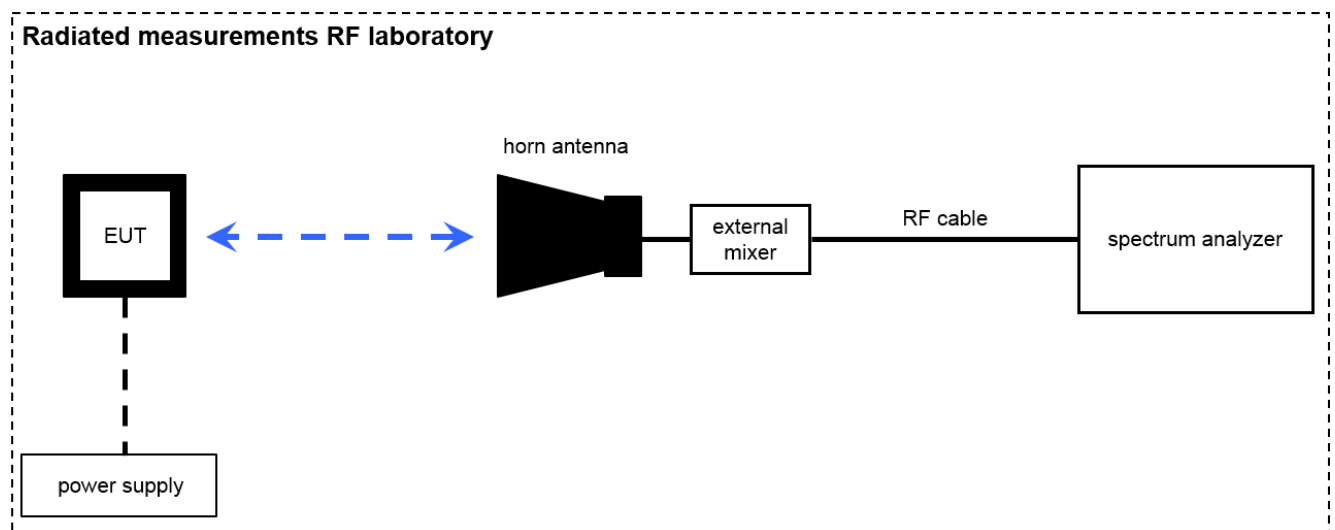 Radiated measurements RF laboratory
horn antenna
EUT
external
mixer
RF cable
spectrum analyzer
power supply